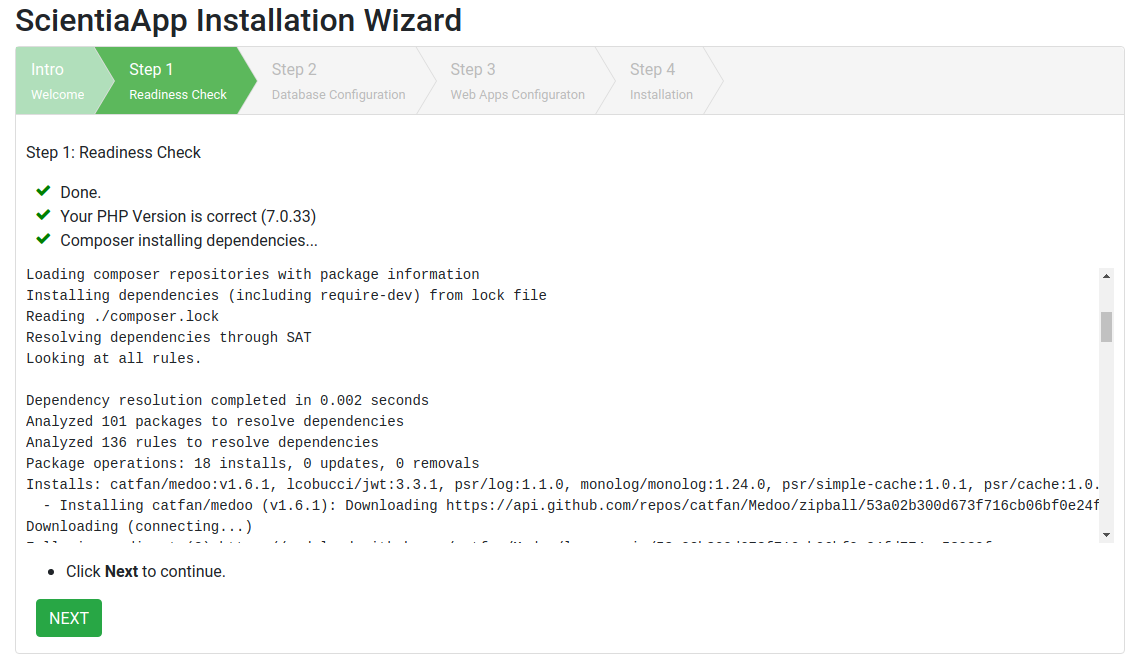 ScientiaApp Installation Wizard
Intro
Welcome
Step 1
Readiness Check
Step 2
Database Configuration
Step 3
Web Apps Configuraton
Step 4
Installation
Step 1: Readiness Check
Done.
Your PHP Version is correct (7.0.33)
Composer installing dependencies...
Loading composer repositories with package information
Installing dependencies (including require-dev) from lock file
Reading ./composer.lock
Resolving dependencies through SAT
Looking at all rules.
Dependency resolution completed in 0.002 seconds
Analyzed 101 packages to resolve dependencies
Analyzed 136 rules to resolve dependencies
Package operations: 18 installs, 0 updates, 0 removals
Installs: catfan/medoo:v1.6.1, lcobucci/jwt:3.3.1, psr/log:1.1.0, monolog/monolog:1.24.0, psr/simple-cache:1.0.1, psr/cache:1.0.
- Installing catfan/medoo (v1.6.1): Downloading https://api.github.com/repos/catfan/Medoo/zipball/53a02b300d673f716cb06bf0e24f
Downloading (connecting...)
Click Next to continue.
NEXT